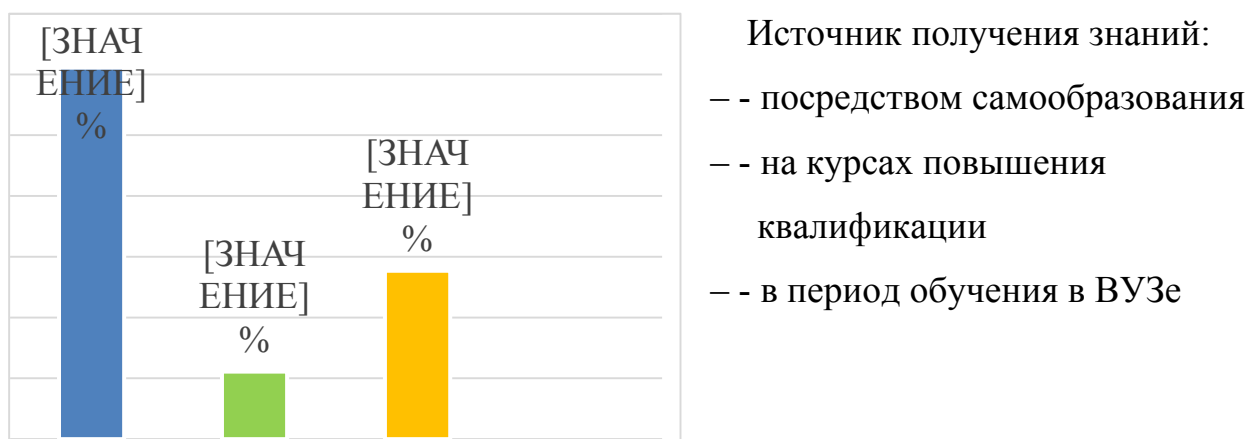 [ЗНАЧ
ЕНИЕ]
%
[ЗНАЧ
ЕНИЕ]
%
[ЗНАЧ
ЕНИЕ]
%
Источник получения знаний:
– - посредством самообразования
– - на курсах повышения
квалификации
– - в период обучения в ВУЗе